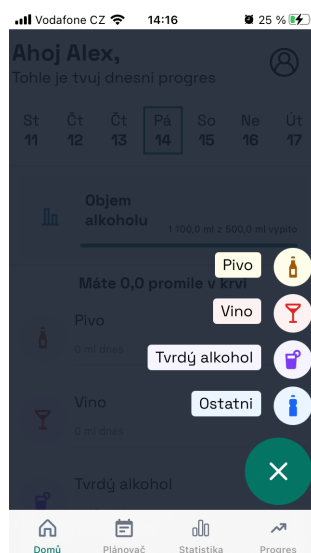 Vodafone CZ 14:16 25 %
Ahoj Alex,
Tohle je tvuj dnesni progres
St Čt Čt Pá So Ne Út
11 12 13 14 15 16 17
Objem
alkoholu
1 100,0 ml z 500,0 ml vypito
Pivo
Máte 0,0 promile v krvi
Vino
Pivo
0 ml dnes
Tvrdý alkohol
Vino
Ostatni
0 ml dnes
Tvrdý alkohol
Domů Plánovač Statistika Progres